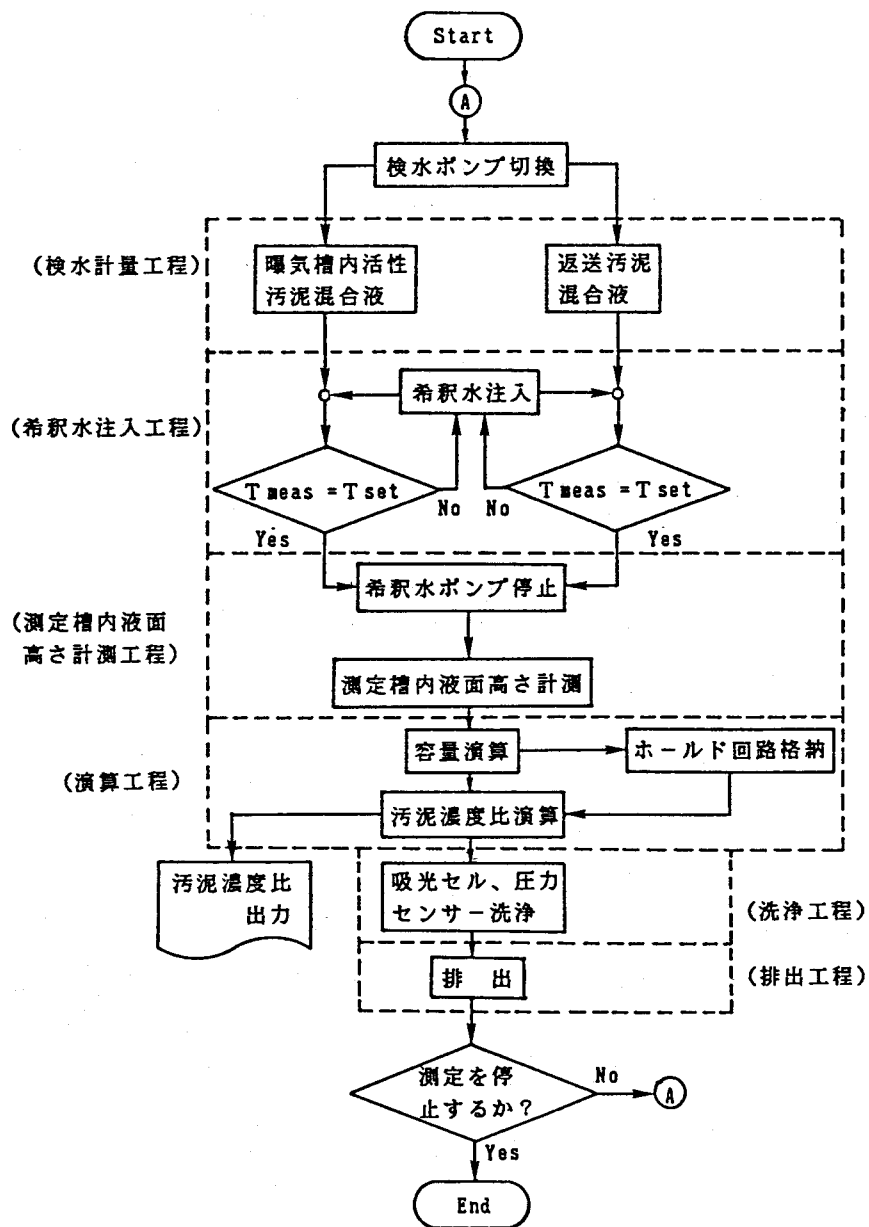 Start
A
検水ポンプ切換
(検水計量工程)
曝気槽内活性
汚泥混合液
返送汚泥
混合液
希釈水注入
(希釈水注入工程)
Tmeas=Tset
No
No
Tmeas=Tset
Yes
Yes
希釈水ポンプ停止
(測定槽内液面
高さ計測工程)
測定槽内液面高さ計測
容量演算
ホールド回路格納
(演算工程)
汚泥濃度比演算
汚泥濃度比
出力
吸光セル、圧力
センサー洗浄
(洗浄工程)
排 出
(排出工程)
測定を停
止するか?
No
A
Yes
End